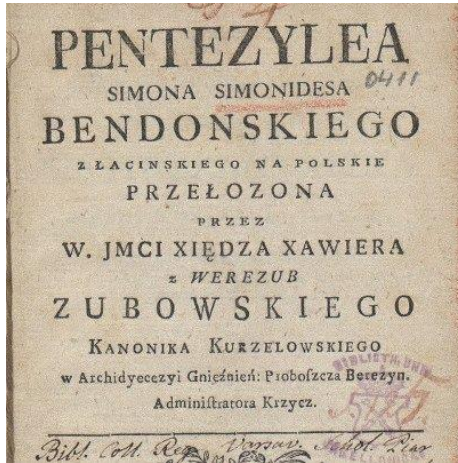 PENTEZYLEA
SIMONA SIMONIDESA
0411
BENDONSKIEGO
Z ŁACINSKIEGO NA POLSKIE
PRZEŁOZONA
PRZEZ
W. JMCI XIĘDZA XAWIERA
z WEREZUB
ZUBOWSKIEGO
KANONIKA KURZELOWSKIEGO
w Archidyecezyi Gnieźnień: Proboszcza Berezyn.
Adminiſtratora Krzycz.
Bibl. Coll. Reg. Varsav. Schol. Piar